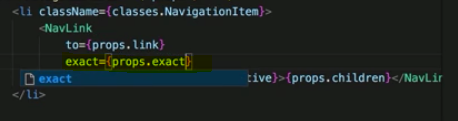 <li className={classes.NavigationItem}>
<NavLink
to={props.link}
exact={props.exact}
exact tive}>{props.children}</NavLin
</li>